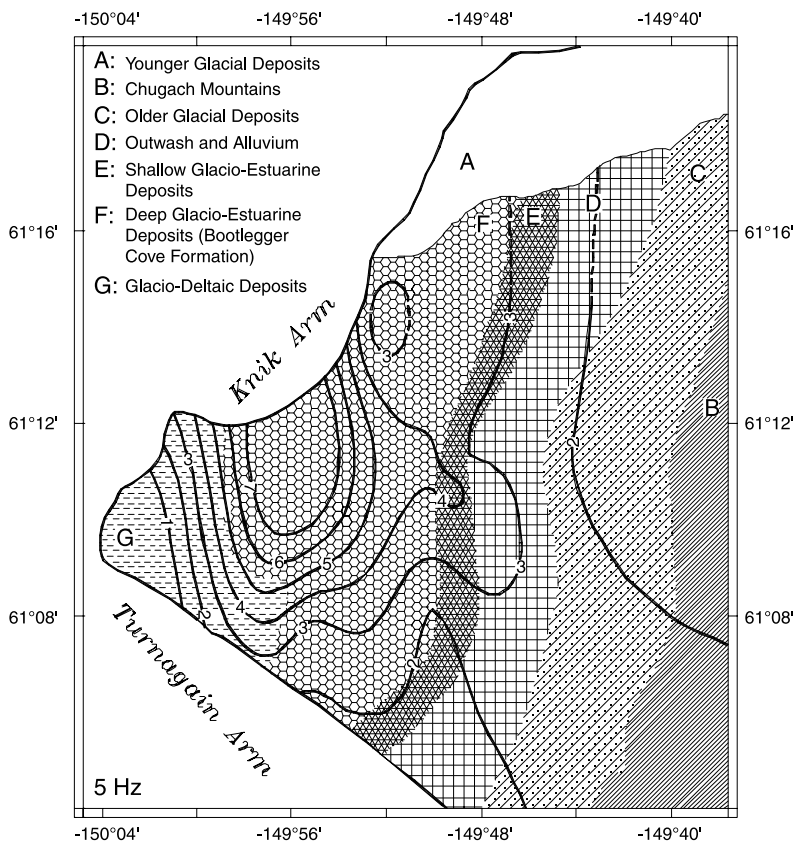 -150°04' -149°56' -149°48' -149°40'
A: Younger Glacial Deposits
B: Chugach Mountains
C: Older Glacial Deposits
D: Outwash and Alluvium
E: Shallow Glacio-Estuarine
Deposits
F: Deep Glacio-Estuarine
Deposits (Bootlegger
Cove Formation)
G: Glacio-Deltaic Deposits
A
C
D
E
F
61°16' 61°16'
3
3
Knik Arm
B
61°12' 61°12'
2
3
7
4
1
G
6
5
3
4
2
3
61°08' 61°08'
2
Turnagain Arm
5 Hz
-150°04' -149°56' -149°48' -149°40'